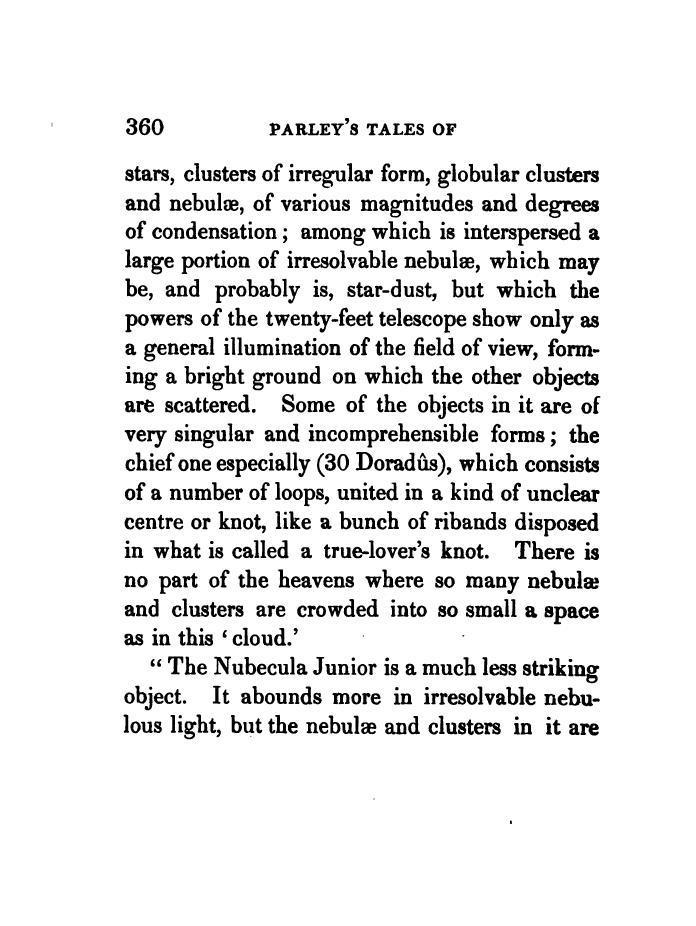 360 PARLEY'S TALES OF
stars, clusters of irregular form, globular clusters
and nebulæ, of various magnitudes and degrees
of condensation; among which is interspersed a
large portion of irresolvable nebulæ, which may
be, and probably is, star-dust, but which the
powers of the twenty-feet telescope show only as
a general illumination of the field of view, form-
ing a bright ground on which the other objects
are scattered. Some of the objects in it are of
very singular and incomprehensible forms; the
chief one especially (30 Doradûs), which consists
of a number of loops, united in a kind of unclear
centre or knot, like a bunch of ribands disposed
in what is called a true-lover's knot. There is
no part of the heavens where so many nebulæ
and clusters are crowded into so small a space
as in this ‘cloud.’
“The Nubecula Junior is a much less striking
object. It abounds more in irresolvable nebu-
lous light, but the nebulæ and clusters in it are